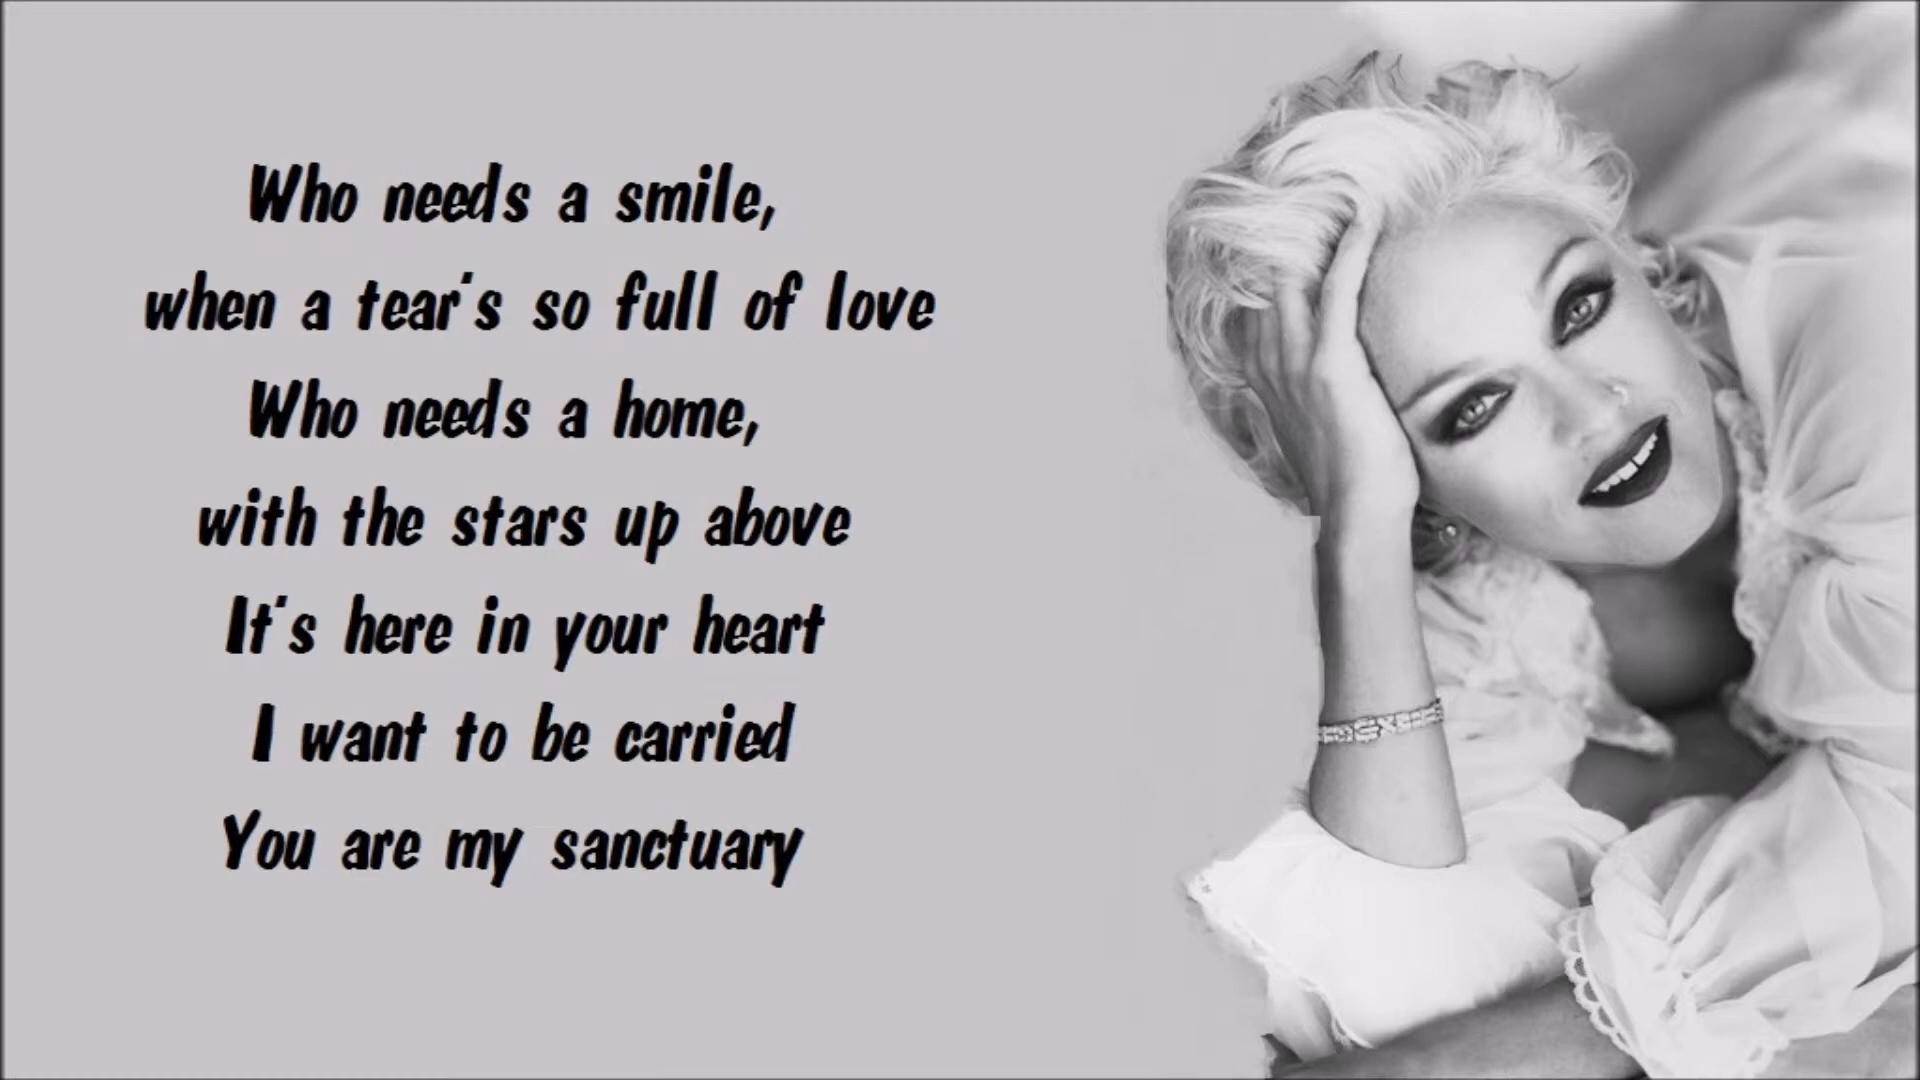 Who needs a smile,
when a tear's so full of love
Who needs a home,
with the stars up above
It's here in your heart
I want to be carried
You are my sanctuary